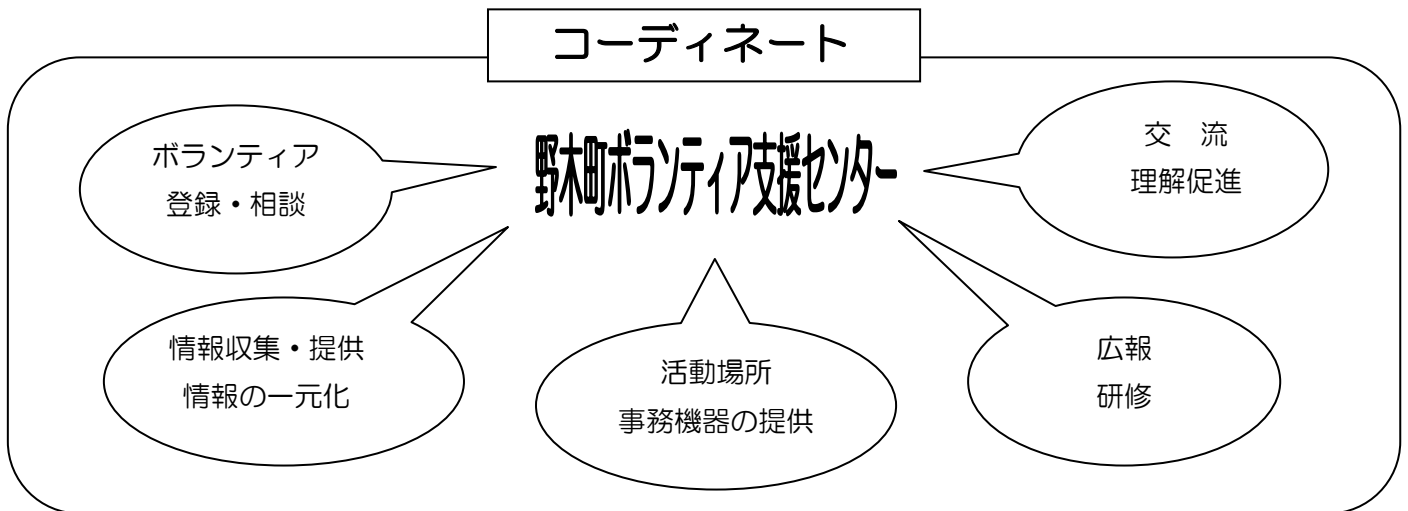 コーディネート
野木町ボランティア支援センター
ボランティア
登録・相談
交　流
理解促進
情報収集・提供
情報の一元化
活動場所
事務機器の提供
広報
研修